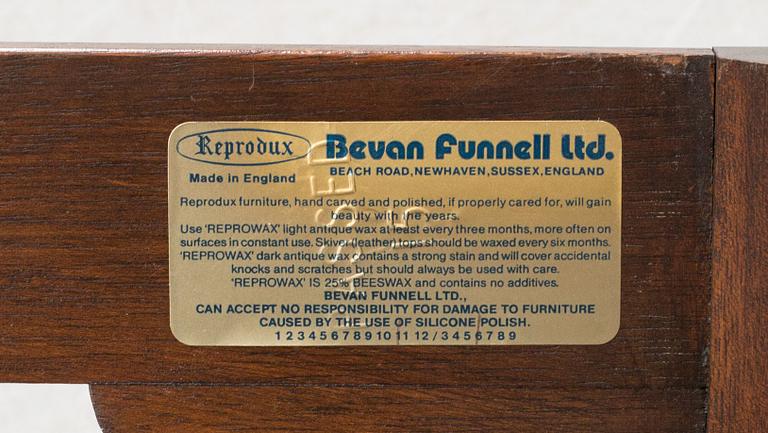 Reprodux
Made in England
Bevan Funnell Ltd.
BEACH ROAD, NEWHAVEN, SUSSEX, ENGLAND
Reprodux furniture, hand carved and polished, if properly cared for, will gain
beauty with the years.
Use 'REPROWAX' light antique wax at least every three months, more often on
surfaces in constant use. Skiver (leather) tops should be waxed every six months.
'REPROWAX' dark antique wax contains a strong stain and will cover accidental
knocks and scratches but should always be used with care.
'REPROWAX' IS 25% BEESWAX and contains no additives.
BEVAN FUNNELL LTD.,
CAN ACCEPT NO RESPONSIBILITY FOR DAMAGE TO FURNITURE
CAUSED BY THE USE OF SILICONE POLISH.
1 2 3 4 5 6 7 8 9 10 11 12 / 3 4 5 6 7 8 9